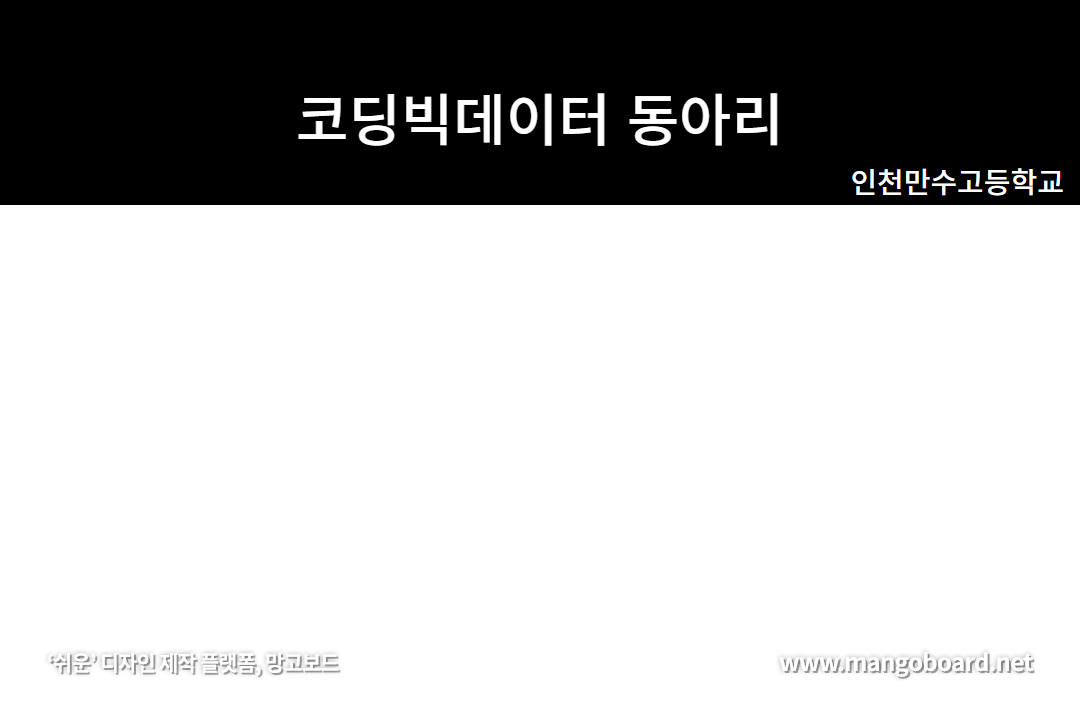 코딩빅데이터 동아리
인천만수고등학교
‘쉬운’ 디자인 제작 플랫폼, 망고보드
www.mangoboard.net